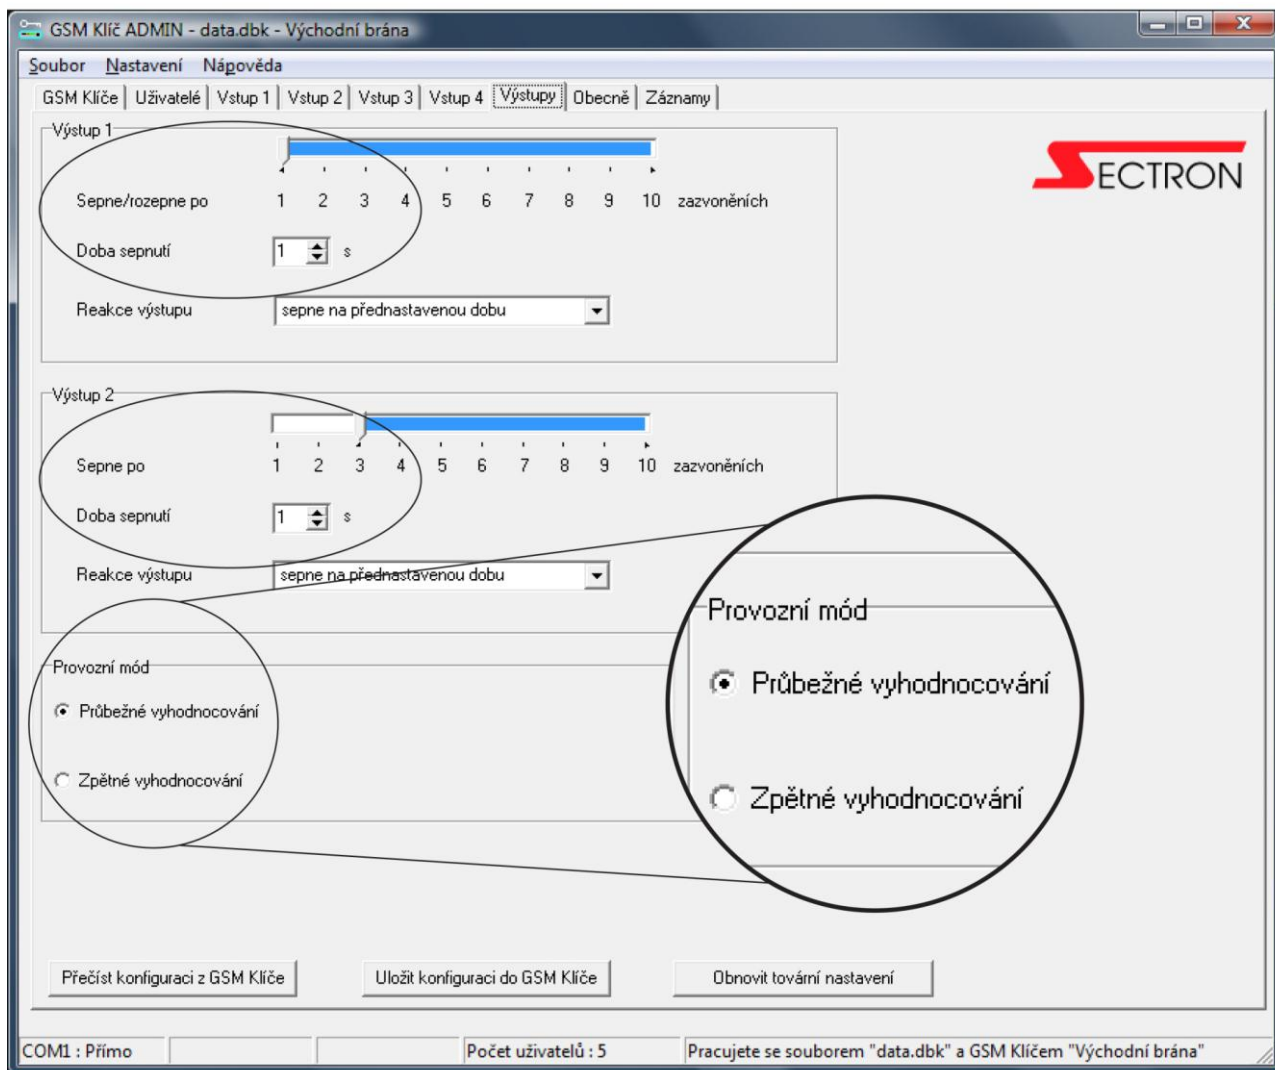 GSM Klíč ADMIN - data.dbk - Východní brána
Soubor Nastavení Nápověda
GSM Klíče Uživatelé Vstup 1 Vstup 2 Vstup 3 Vstup 4 Výstupy Obecně Záznamy
Výstup 1
SECTRON
Sepne/rozepne po 1 2 3 4 5 6 7 8 9 10 zazvoněních
Doba sepnutí 1 s
Reakce výstupu sepne na přednastavenou dobu
Výstup 2
Sepne po 1 2 3 4 5 6 7 8 9 10 zazvoněních
Doba sepnutí 1 s
Reakce výstupu sepne na přednastavenou dobu
Provozní mód
Průbežné vyhodnocování
Zpětné vyhodnocování
Provozní mód
Průbežné vyhodnocování
Zpětné vyhodnocování
Přečíst konfiguraci z GSM Klíče Uložit konfiguraci do GSM Klíče Obnovit tovární nastavení
COM1 : Přímo Počet uživatelů : 5 Pracujete se souborem "data.dbk" a GSM Klíčem "Východní brána"